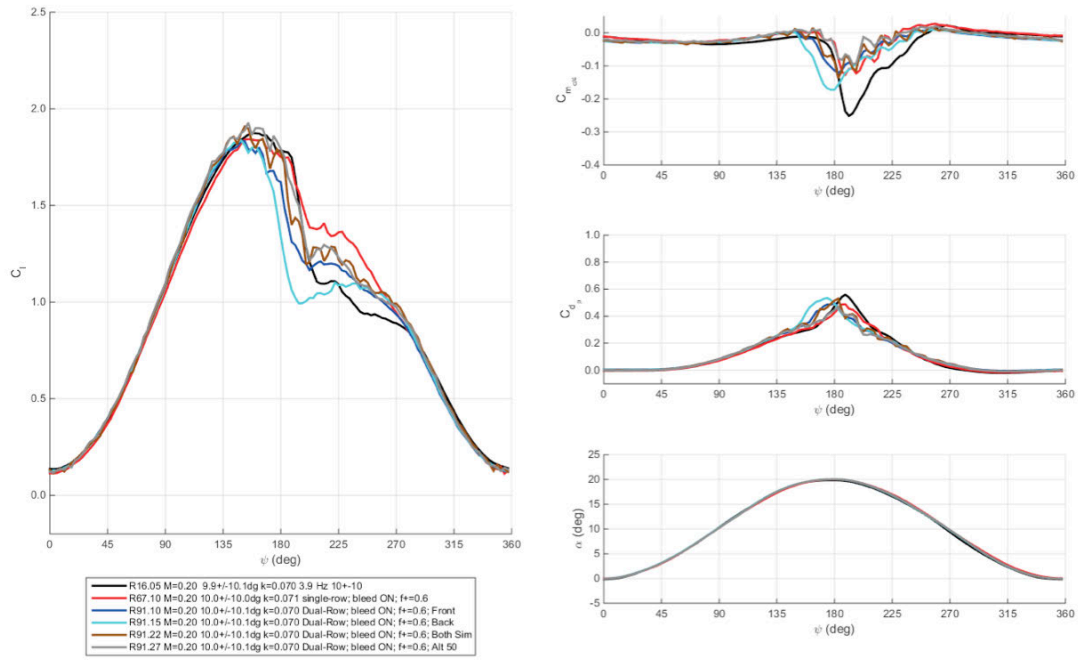 2.5
2.0
1.5
1.0
0.5
0.0
C_l
0 45 90 135 180 225 270 315 360
ψ (deg)
R16.05 M=0.20 9.9+/-10.1dg k=0.070 3.9 Hz 10+-10
R67.10 M=0.20 10.0+/-10.0dg k=0.071 single-row; bleed ON; f+=0.6
R91.10 M=0.20 10.0+/-10.1dg k=0.070 Dual-Row; bleed ON; f+=0.6; Front
R91.15 M=0.20 10.0+/-10.1dg k=0.070 Dual-Row; bleed ON; f+=0.6; Back
R91.22 M=0.20 10.0+/-10.1dg k=0.070 Dual-Row; bleed ON; f+=0.6; Both Sim
R91.27 M=0.20 10.0+/-10.1dg k=0.070 Dual-Row; bleed ON; f+=0.6; Alt 50
0.0
-0.1
-0.2
-0.3
-0.4
0 45 90 135 180 225 270 315 360
ψ (deg)
1.0
0.8
0.6
0.4
0.2
0.0
-0.1
0 45 90 135 180 225 270 315 360
ψ (deg)
25
20
15
10
5
0
-5
α (deg)
0 45 90 135 180 225 270 315 360
ψ (deg)